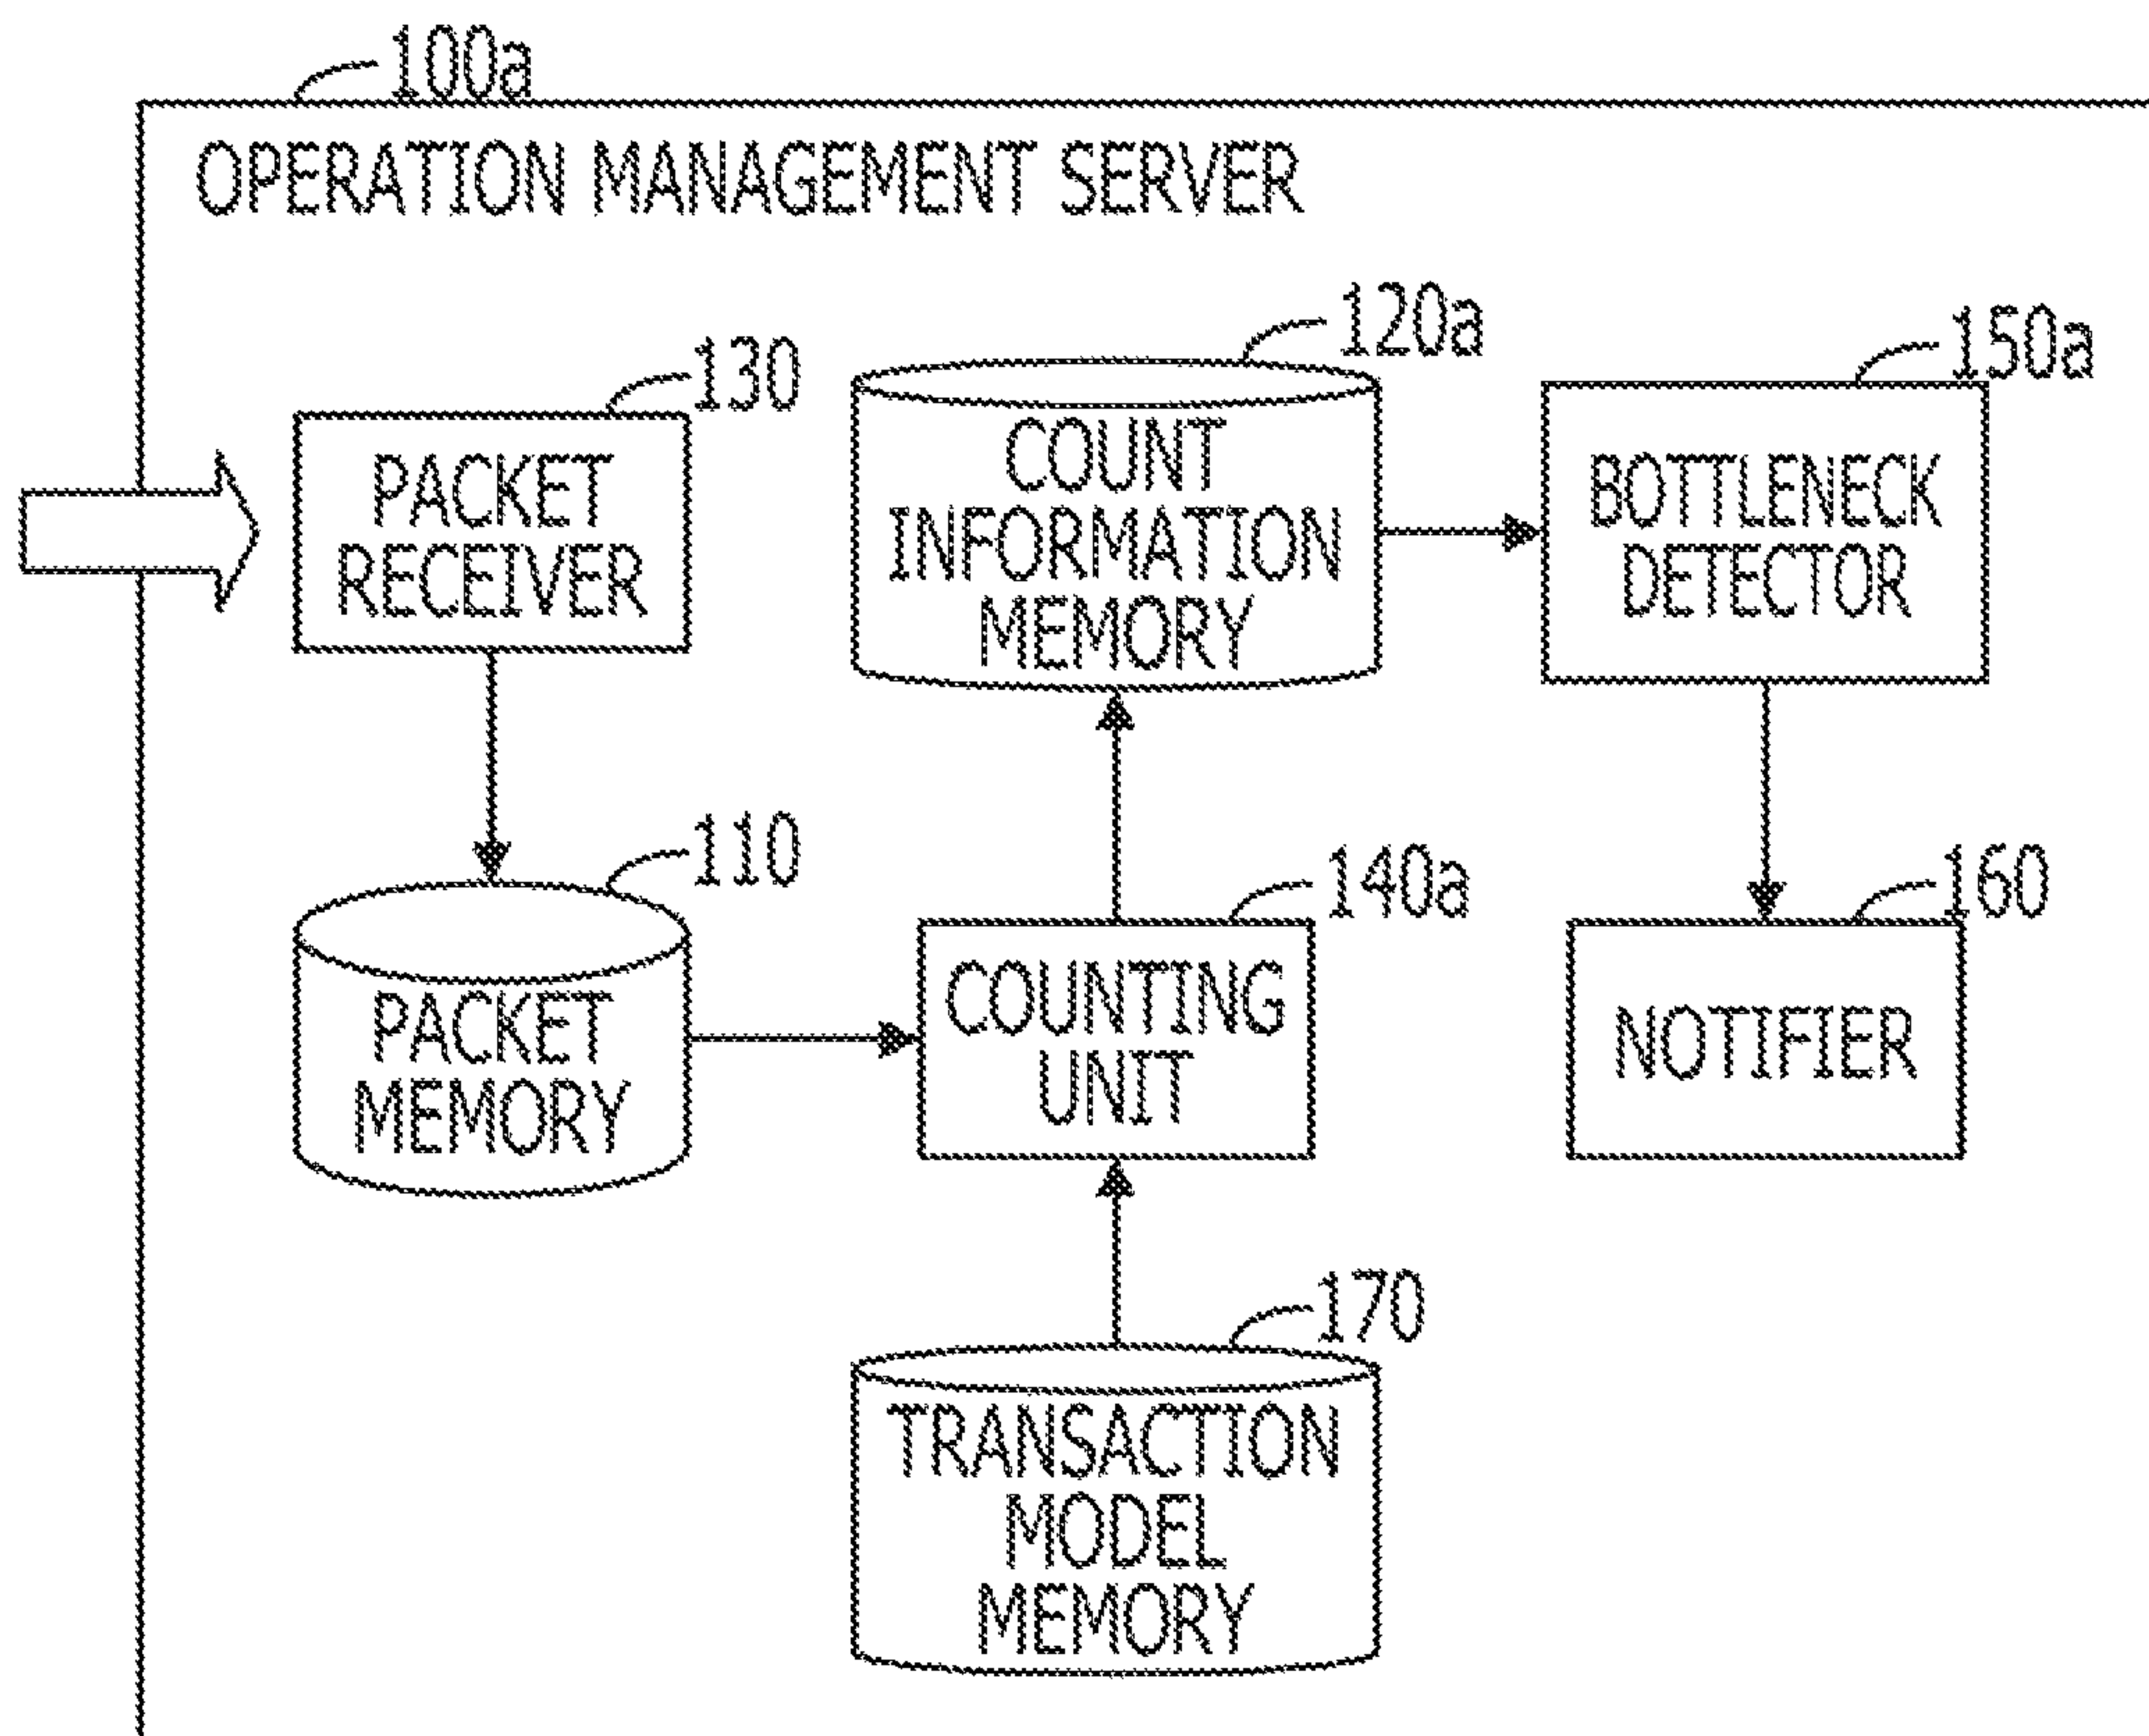 100a
OPERATION MANAGEMENT SERVER
130
PACKET
RECEIVER
120a
COUNT
INFORMATION
MEMORY
150a
BOTTLENECK
DETECTOR
110
PACKET
MEMORY
140a
COUNTING
UNIT
160
NOTIFIER
170
TRANSACTION
MODEL
MEMORY